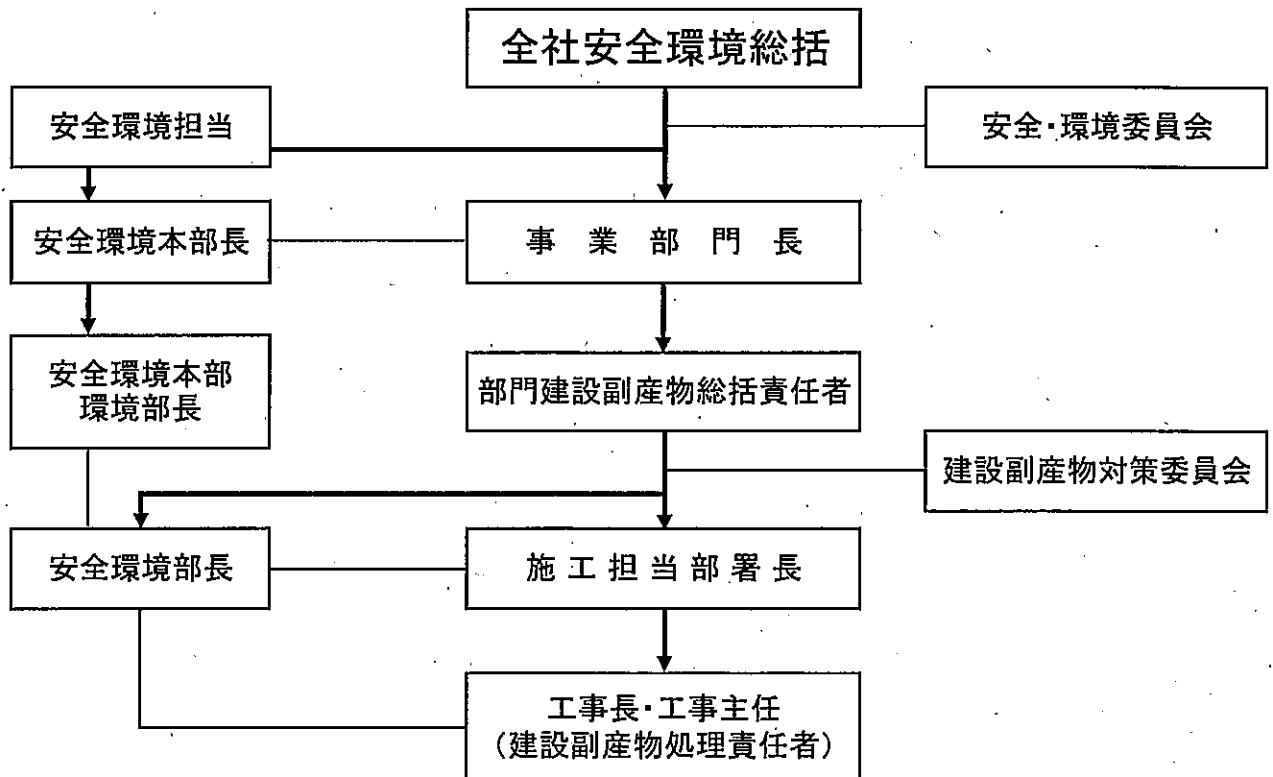 全社安全環境総括
安全環境担当
安全・環境委員会
安全環境本部長
事業部門長
安全環境本部
環境部長
部門建設副産物総括責任者
建設副産物対策委員会
安全環境部長
施工担当部署長
工事長・工事主任
（建設副産物処理責任者）